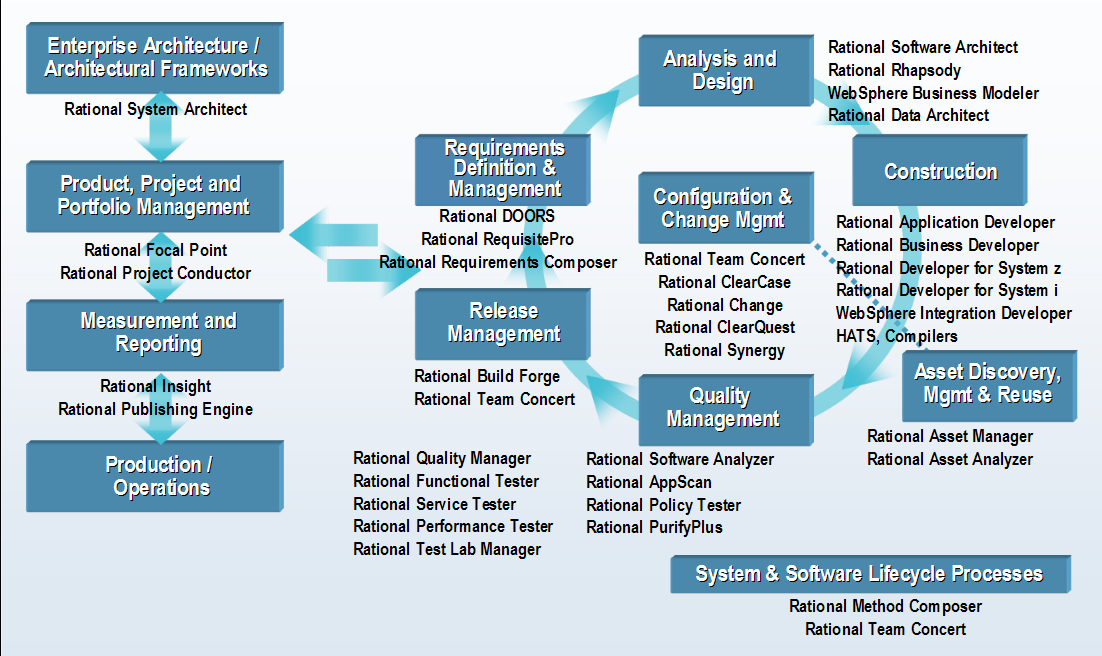 Enterprise Architecture /
Architectural Frameworks
Rational System Architect
Product, Project and
Portfolio Management
Rational Focal Point
Rational Project Conductor
Measurement and
Reporting
Rational Insight
Rational Publishing Engine
Production /
Operations
Requirements
Definition &
Management
Rational DOORS
Rational RequisitePro
Rational Requirements Composer
Release
Management
Rational Build Forge
Rational Team Concert
Analysis and
Design
Rational Software Architect
Rational Rhapsody
WebSphere Business Modeler
Rational Data Architect
Configuration &
Change Mgmt
Rational Team Concert
Rational ClearCase
Rational Change
Rational ClearQuest
Rational Synergy
Construction
Rational Application Developer
Rational Business Developer
Rational Developer for System z
Rational Developer for System i
WebSphere Integration Developer
HATS, Compilers
Asset Discovery,
Mgmt & Reuse
Rational Asset Manager
Rational Asset Analyzer
Quality
Management
Rational Quality Manager
Rational Functional Tester
Rational Service Tester
Rational Performance Tester
Rational Test Lab Manager
Rational Software Analyzer
Rational AppScan
Rational Policy Tester
Rational PurifyPlus
System & Software Lifecycle Processes
Rational Method Composer
Rational Team Concert